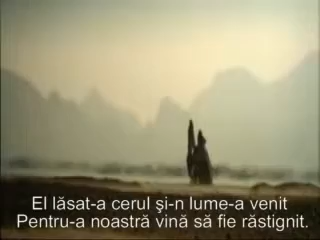 El lăsat-a cerul şi-n lume-a venit
Pentru-a noastră vină să fie răstignit.